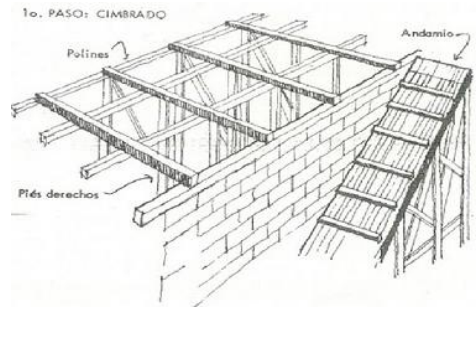 1o. PASO: CIMBRADO
Andamio
Polines
Piés derechos